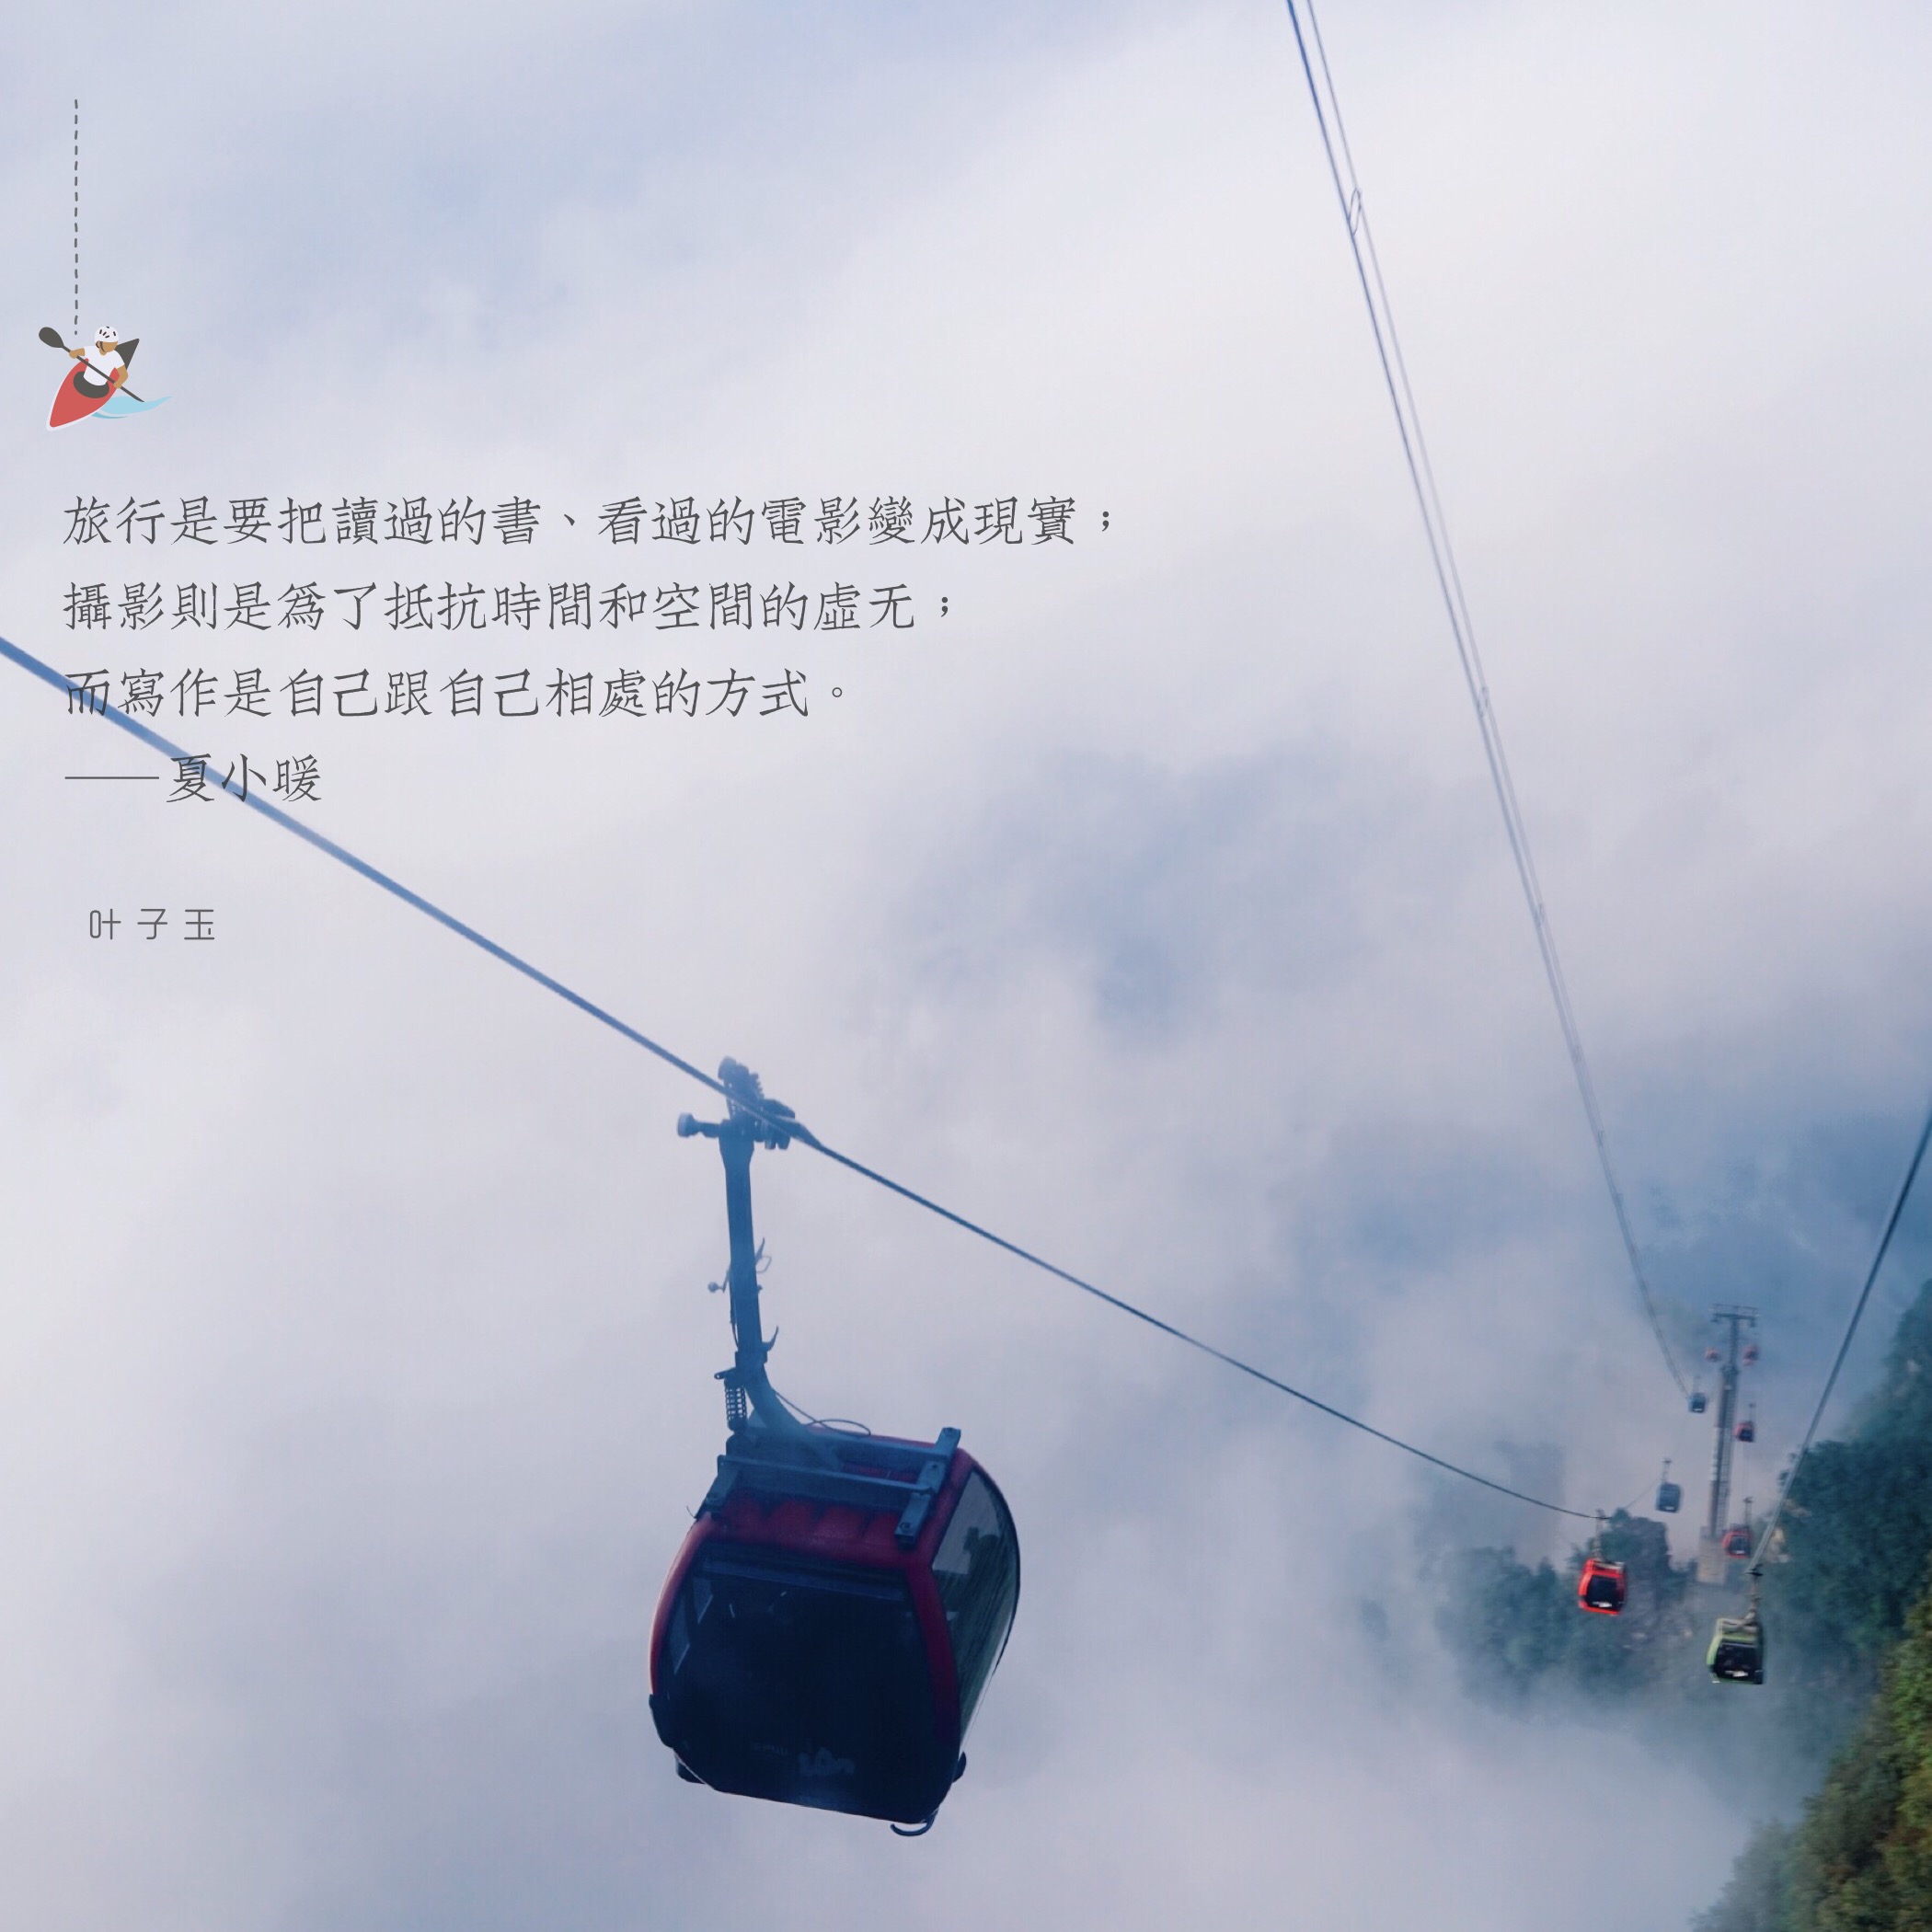 旅行是要把讀過的書、看過的電影變成現實；
攝影則是爲了抵抗時間和空間的虛无；
而寫作是自己跟自己相處的方式。
——夏小暖
叶子玉